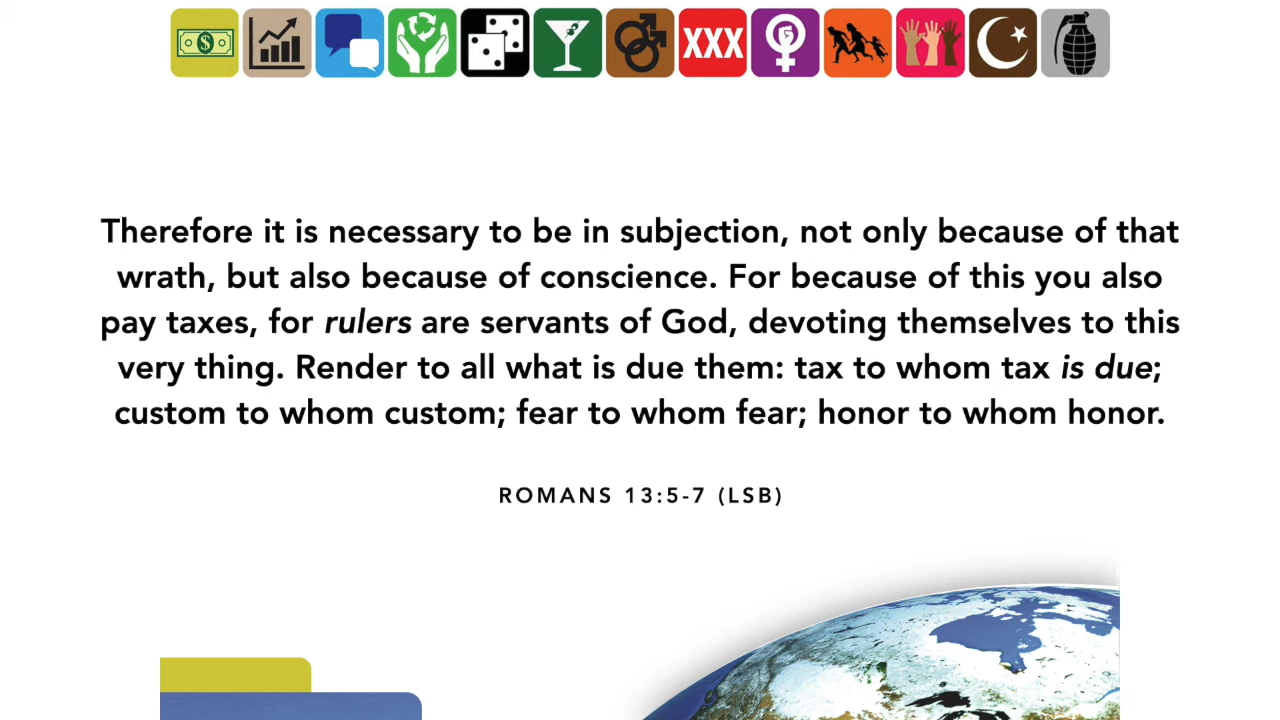 XXX
Therefore it is necessary to be in subjection, not only because of that
wrath, but also because of conscience. For because of this you also
pay taxes, for rulers are servants of God, devoting themselves to this
very thing. Render to all what is due them: tax to whom tax is due;
custom to whom custom; fear to whom fear; honor to whom honor.
ROMANS 13:5-7 (LSB)